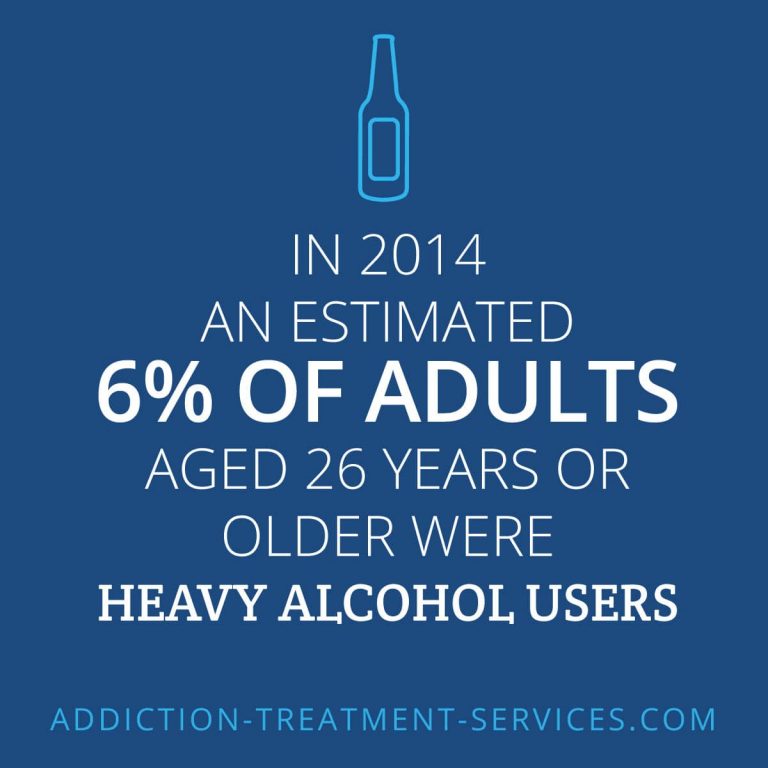 IN 2014
AN ESTIMATED
6% OF ADULTS
AGED 26 YEARS OR
OLDER WERE
HEAVY ALCOHOL USERS
ADDICTION-TREATMENT-SERVICES.COM